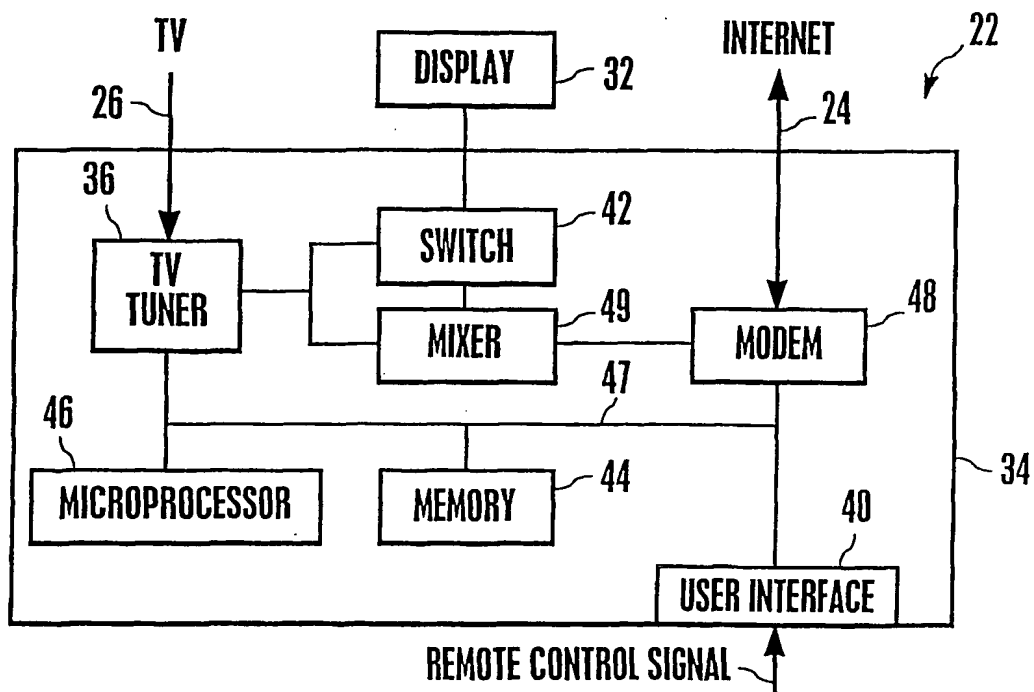 TV
26
DISPLAY
32
INTERNET
22
24
36
TV
TUNER
SWITCH
42
MIXER
49
MODEM
48
47
46
MICROPROCESSOR
MEMORY
44
34
40
USER INTERFACE
REMOTE CONTROL SIGNAL